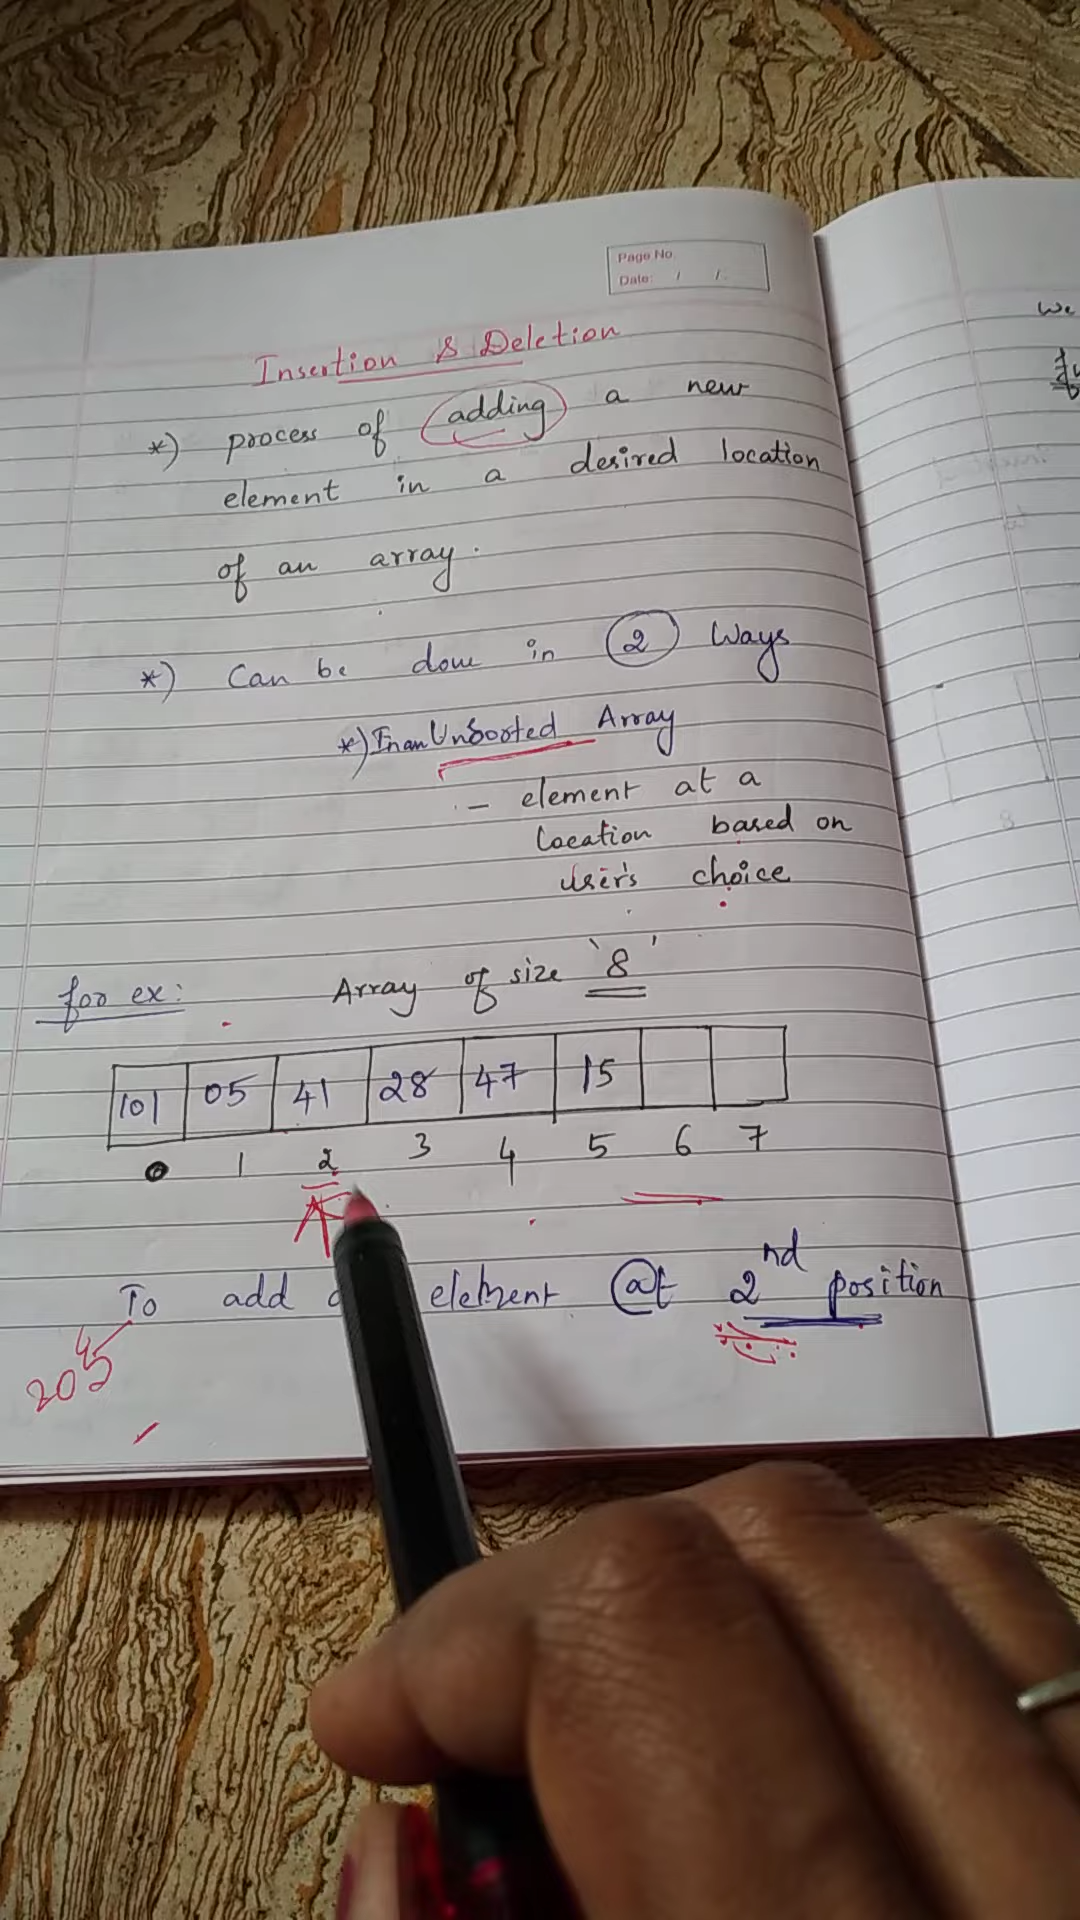 Page No.
Date: / /
Insertion & Deletion
*) process of adding a new
element in a desired location
of an array.
*) Can be done in 2 Ways
*) In an Unsorted Array
- element at a
location based on
user's choice
for ex: Array of size '8'
101 05 41 28 47 15
0 1 2 3 4 5 6 7
To add element @at 2nd position
205
We